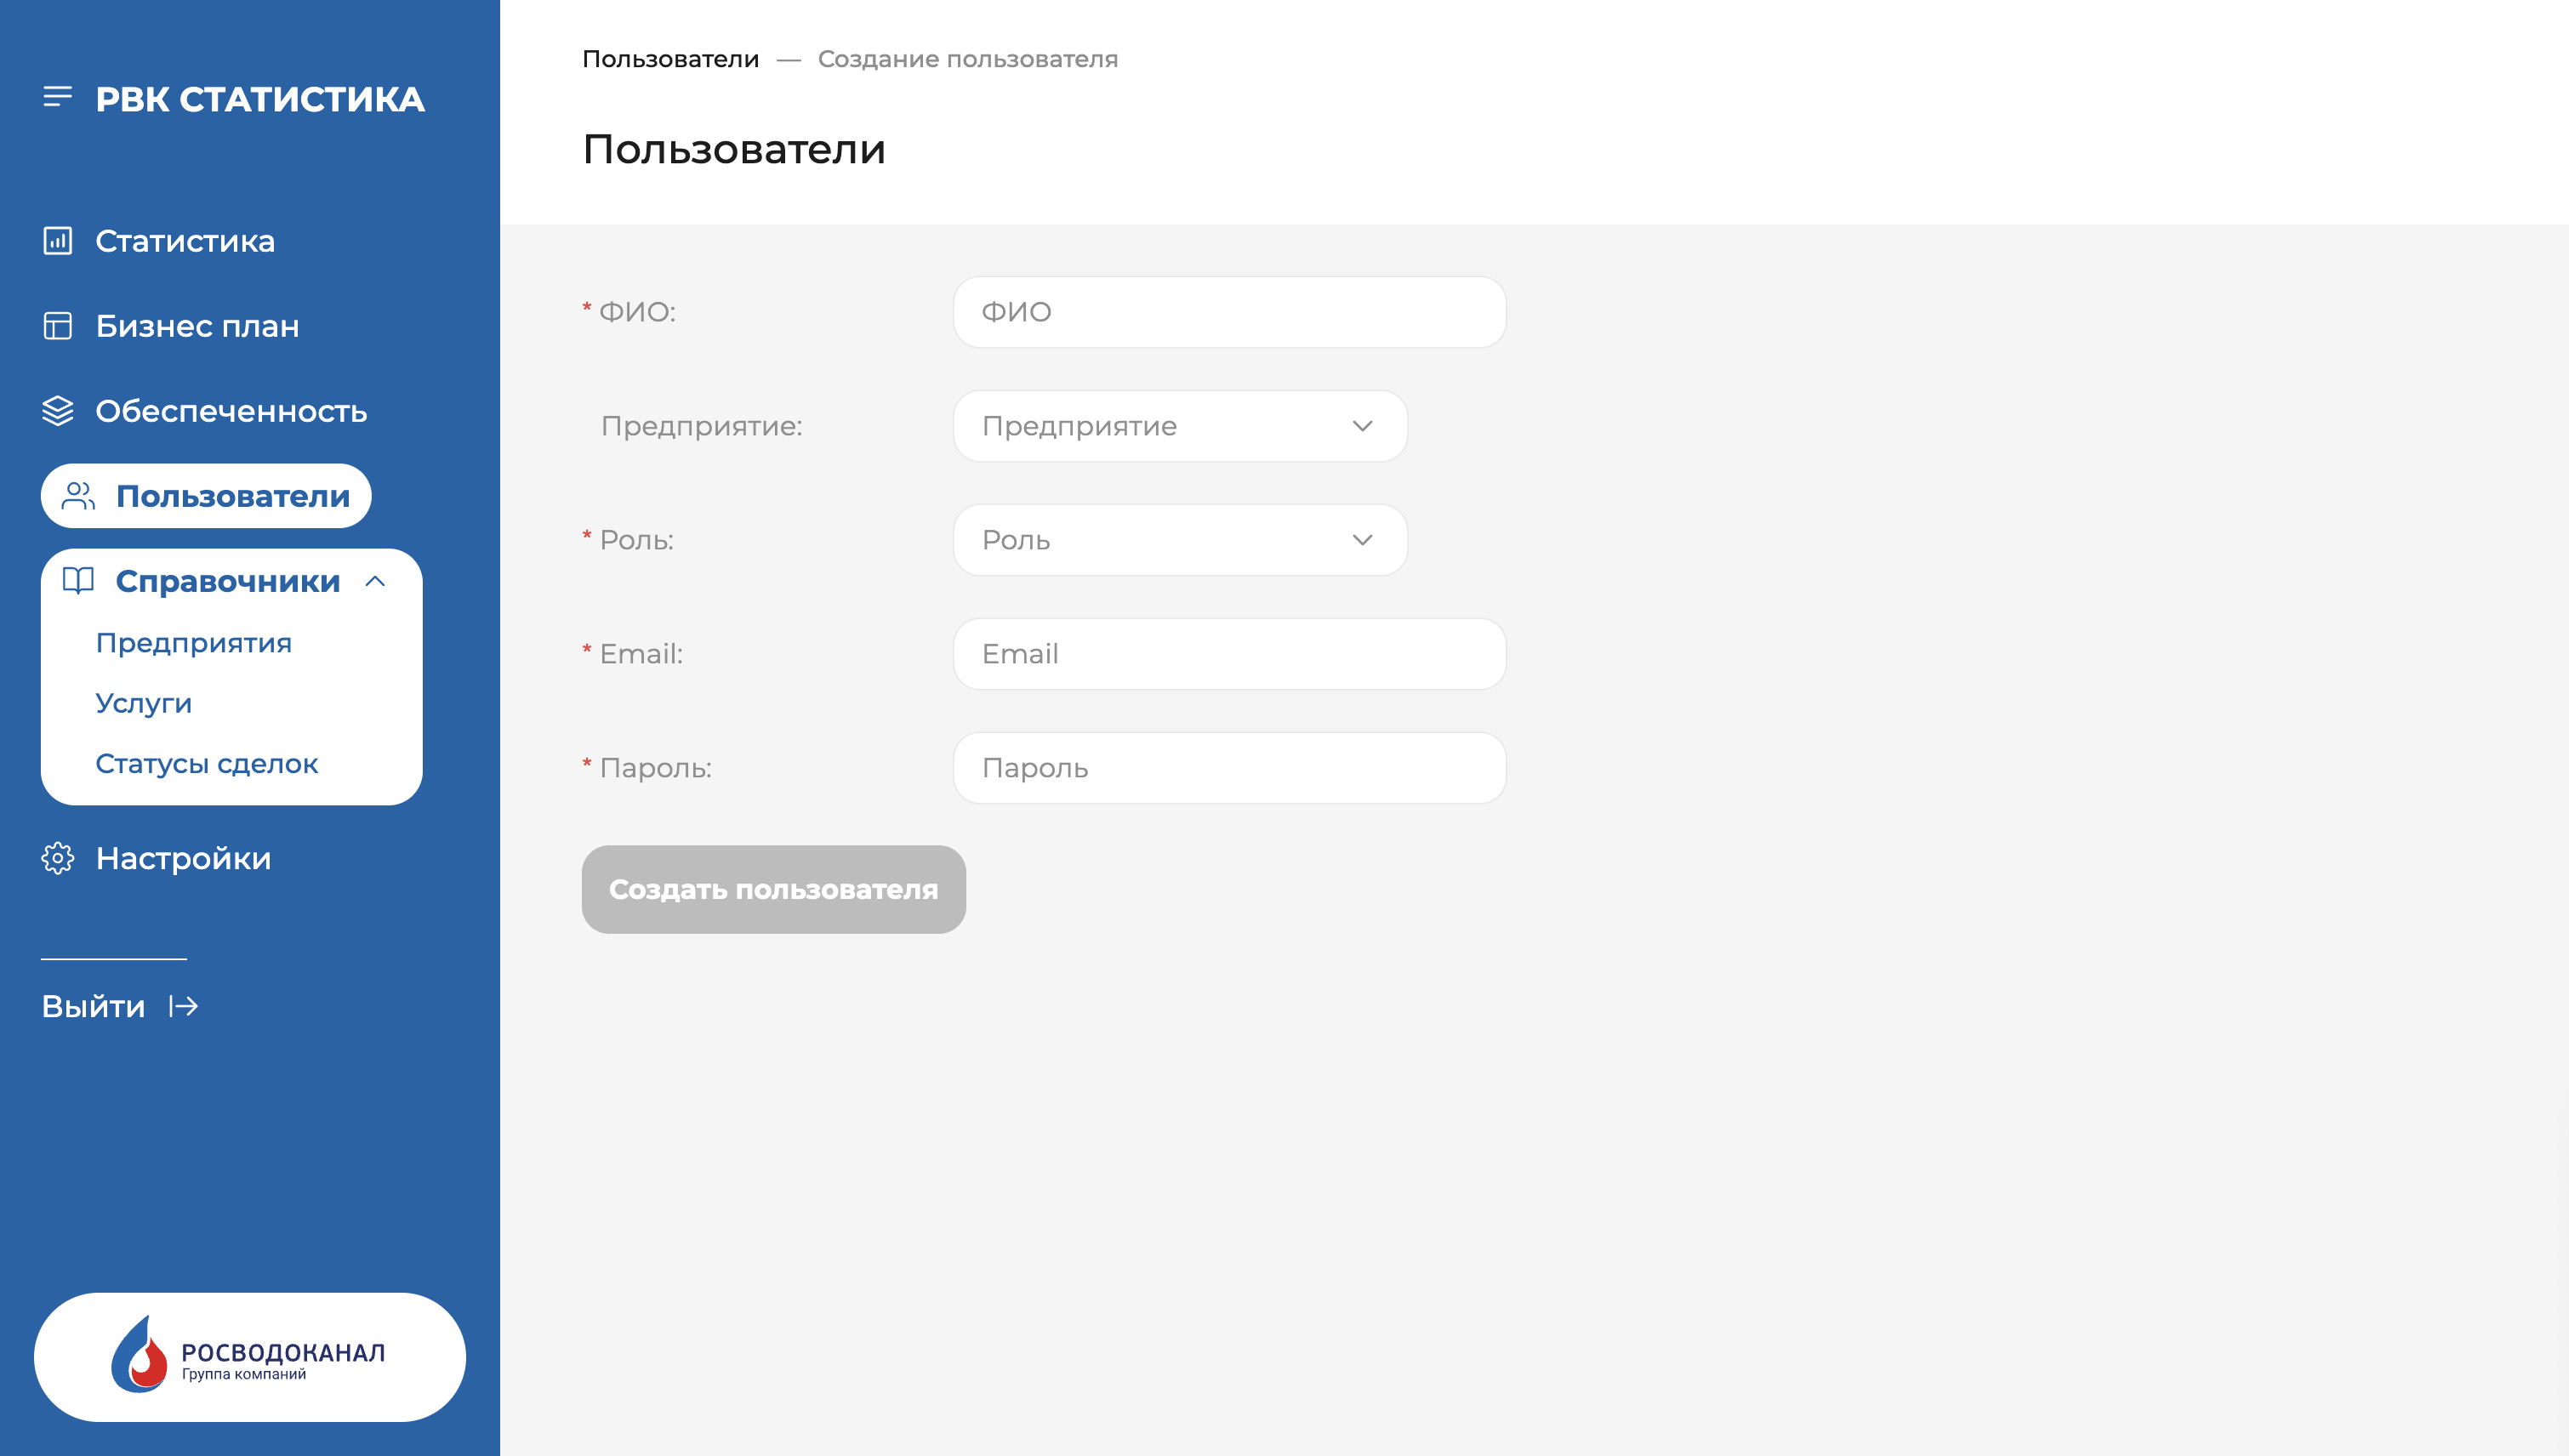 РВК СТАТИСТИКА
Статистика
Бизнес план
Обеспеченность
Пользователи
Справочники
Предприятия
Услуги
Статусы сделок
Настройки
Выйти
РОСВОДОКАНАЛ
Группа компаний
Пользователи — Создание пользователя
Пользователи
* ФИО: ФИО
Предприятие: Предприятие
* Роль: Роль
* Email: Email
* Пароль: Пароль
Создать пользователя